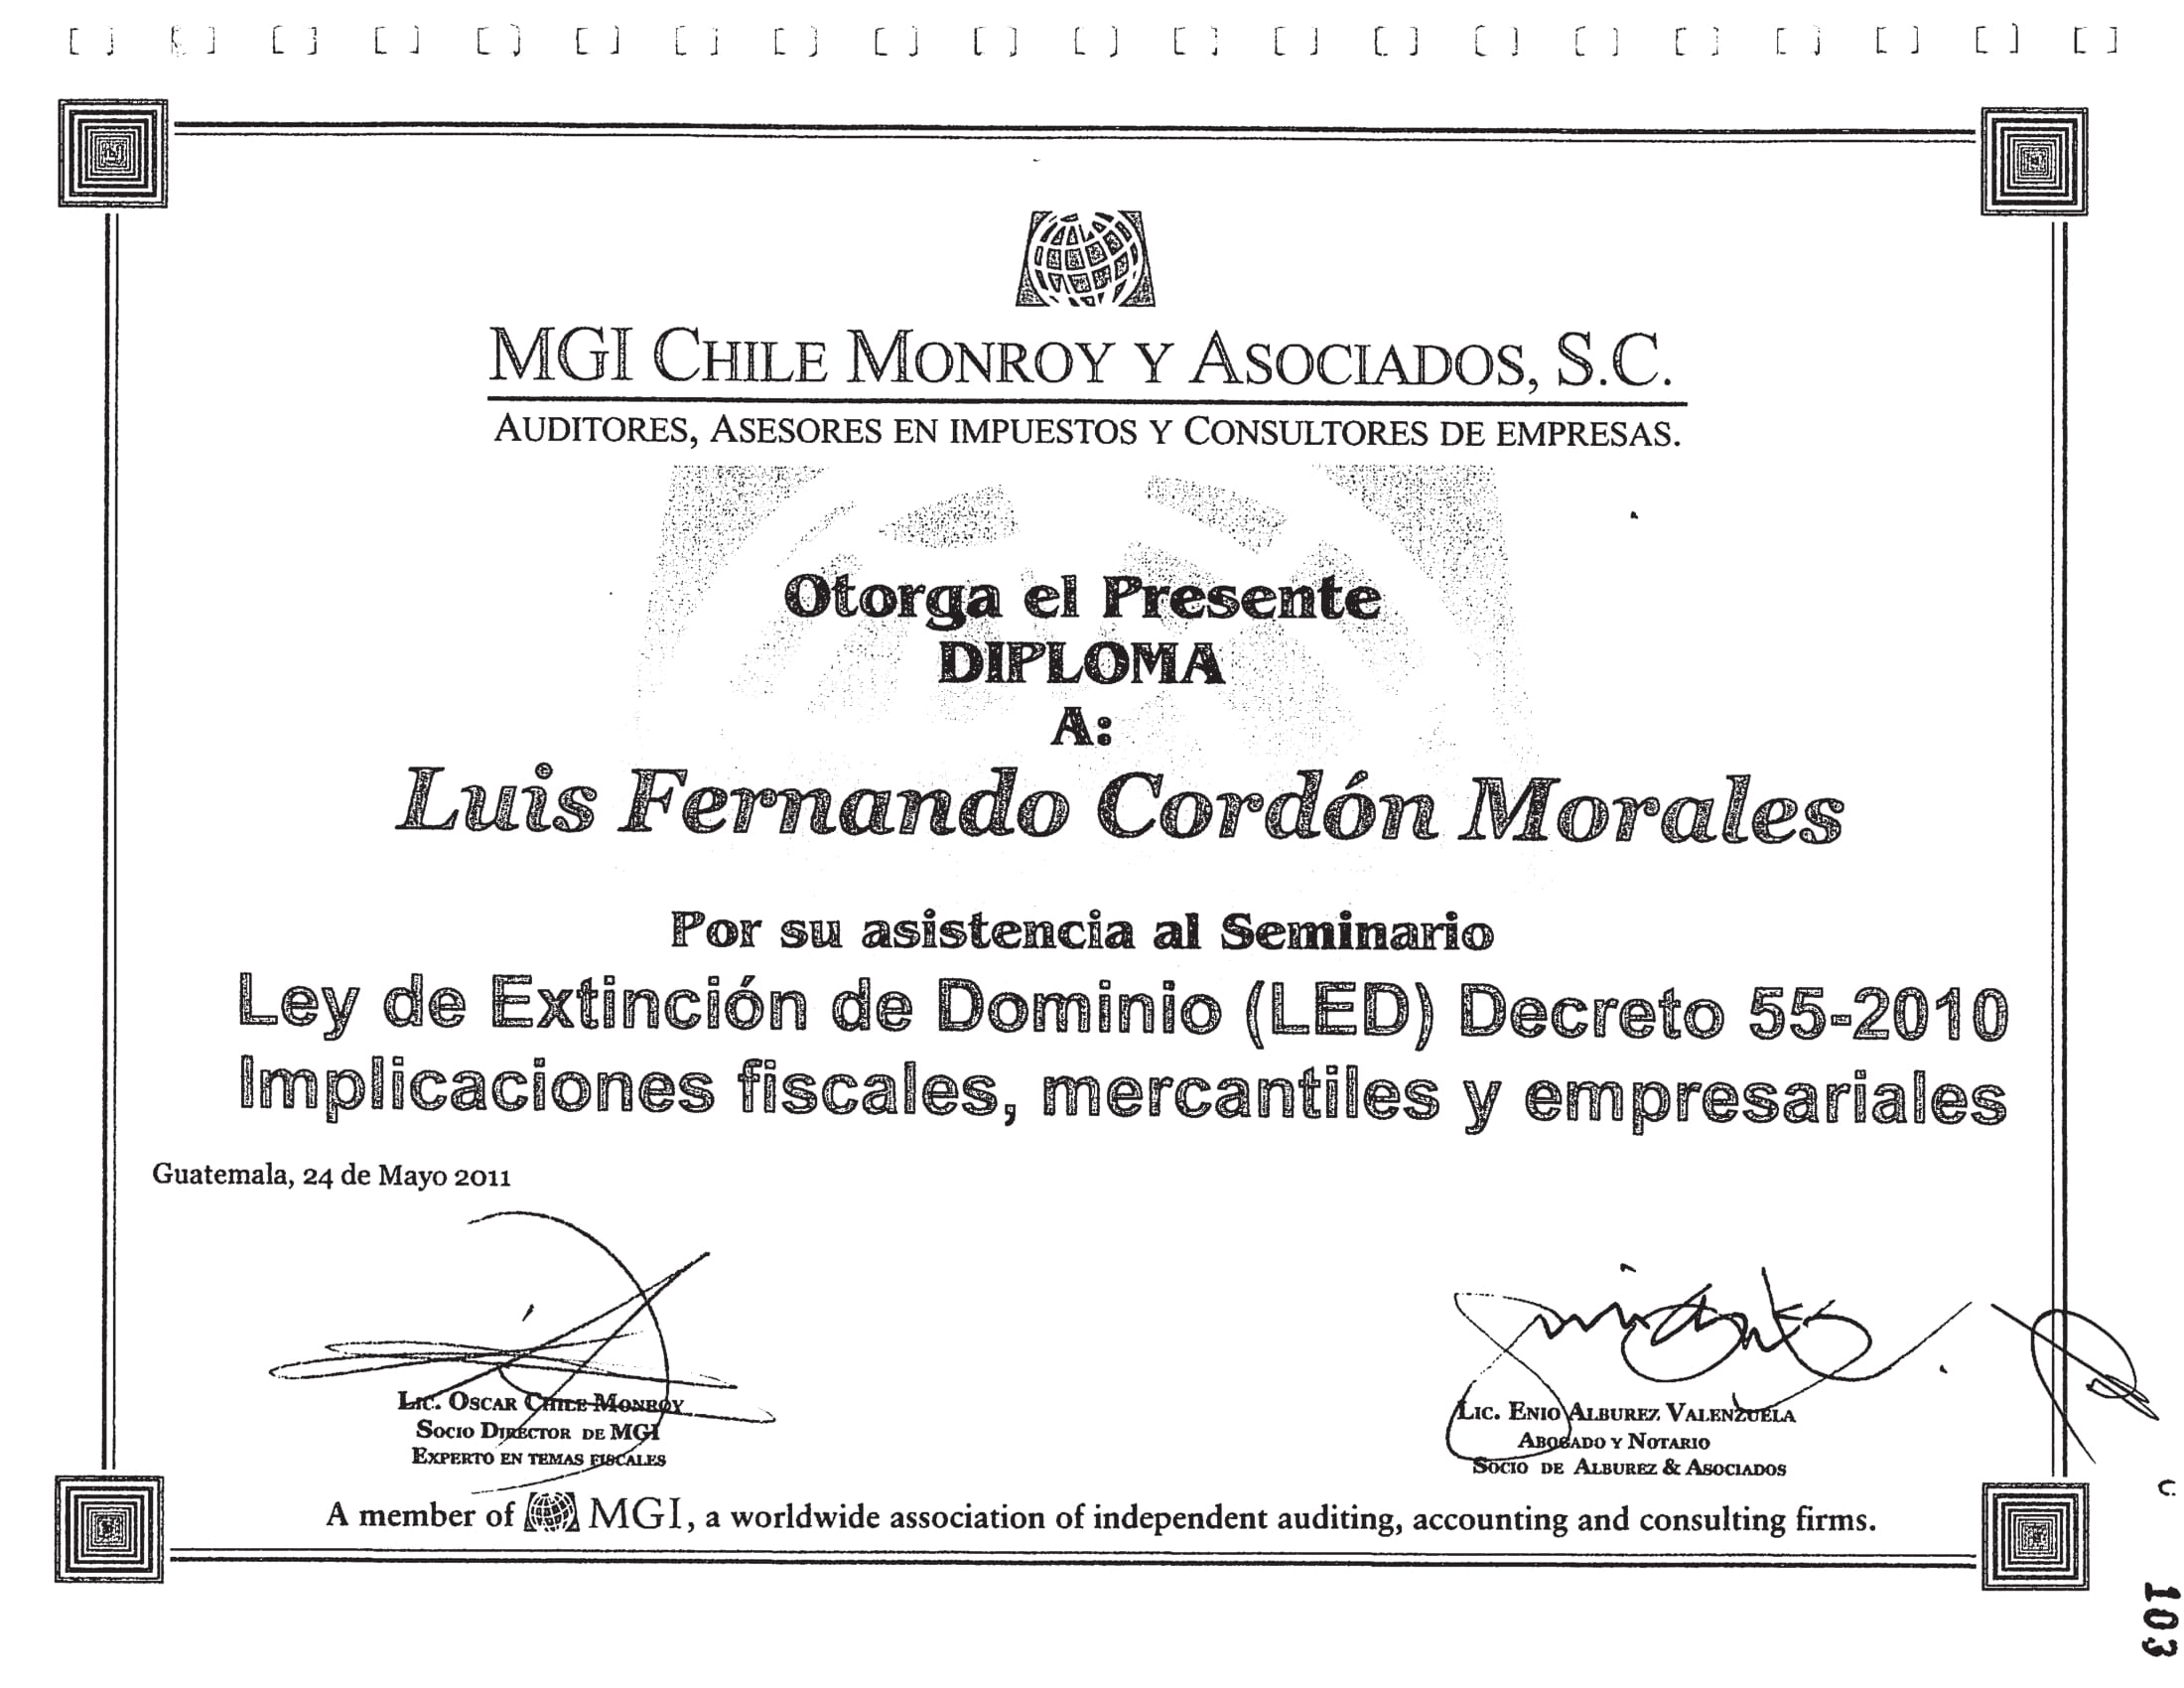 MGI CHILE MONROY Y ASOCIADOS, S.C.
AUDITORES, ASESORES EN IMPUESTOS Y CONSULTORES DE EMPRESAS.
Otorga el Presente
DIPLOMA
A:
Luis Fernando Cordón Morales
Por su asistencia al Seminario
Ley de Extinción de Dominio (LED) Decreto 55-2010
Implicaciones fiscales, mercantiles y empresariales
Guatemala, 24 de Mayo 2011
LIC. OSCAR CHILE MONROY
SOCIO DIRECTOR DE MGI
EXPERTO EN TEMAS FISCALES
LIC. ENIO ALBUREZ VALENZUELA
ABOGADO Y NOTARIO
SOCIO DE ALBUREZ & ASOCIADOS
A member of MGI, a worldwide association of independent auditing, accounting and consulting firms.
103